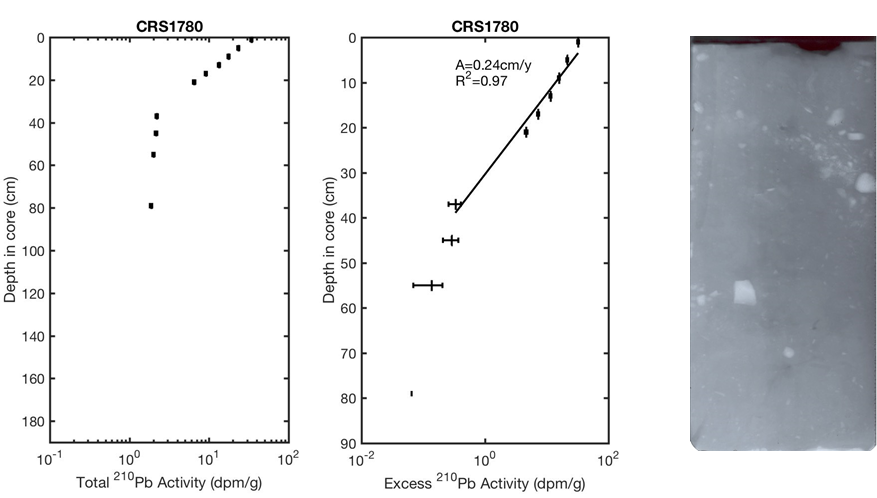 CRS1780
0
20
40
60
80
100
120
140
160
180
Depth in core (cm)
10-1 100 101 102
Total 210Pb Activity (dpm/g)
CRS1780
A=0.24cm/y
R2=0.97
0
10
20
30
40
50
60
70
80
90
Depth in core (cm)
10-2 100 102
Excess 210Pb Activity (dpm/g)